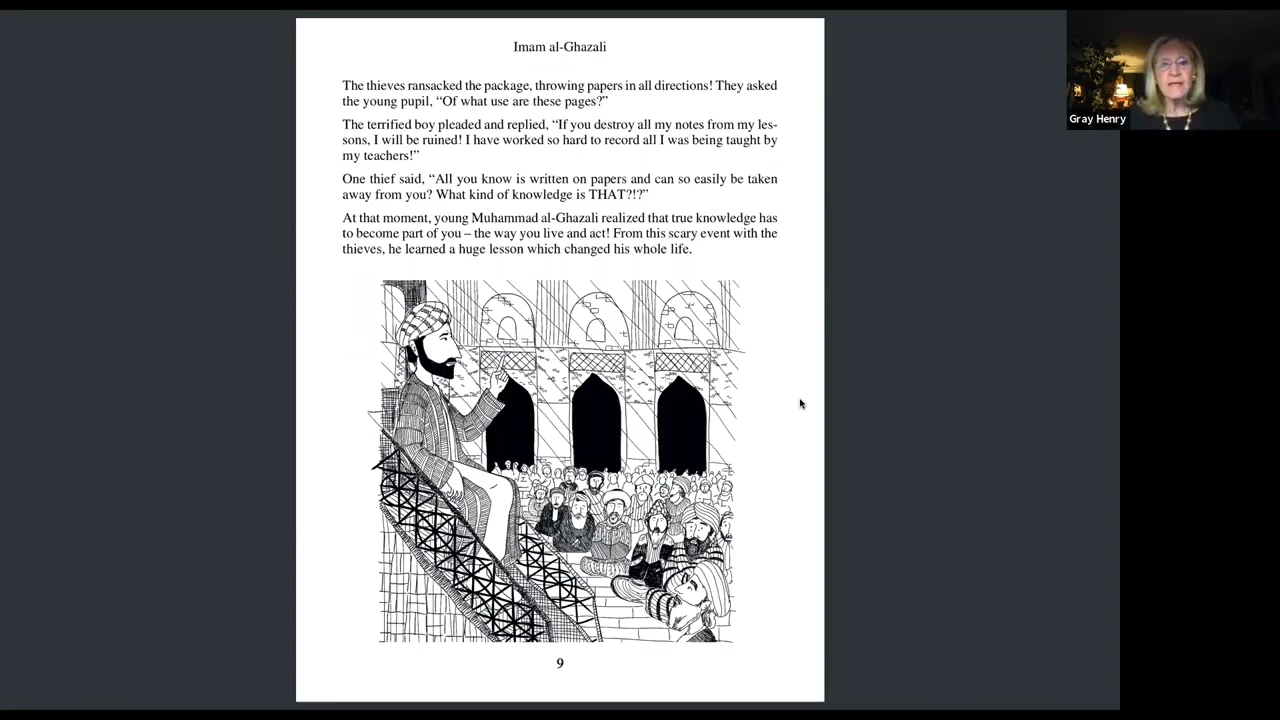 Imam al-Ghazali
The thieves ransacked the package, throwing papers in all directions! They asked
the young pupil, “Of what use are these pages?”
The terrified boy pleaded and replied, “If you destroy all my notes from my les-
sons, I will be ruined! I have worked so hard to record all I was being taught by
my teachers!”
One thief said, “All you know is written on papers and can so easily be taken
away from you? What kind of knowledge is THAT?!?”
At that moment, young Muhammad al-Ghazali realized that true knowledge has
to become part of you – the way you live and act! From this scary event with the
thieves, he learned a huge lesson which changed his whole life.
9
Gray Henry